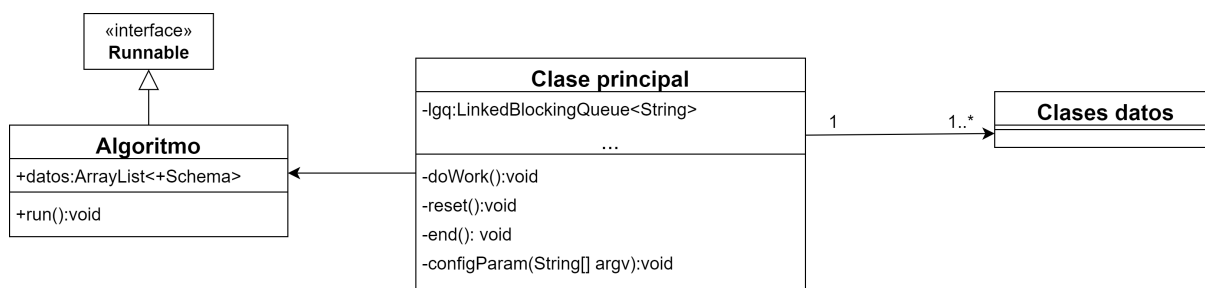 «interface»
Runnable
Algoritmo
+datos:ArrayList<+Schema>
+run():void
Clase principal
-lgq:LinkedBlockingQueue<String>
...
-doWork():void
-reset():void
-end(): void
-configParam(String[] argv):void
1
1..*
Clases datos